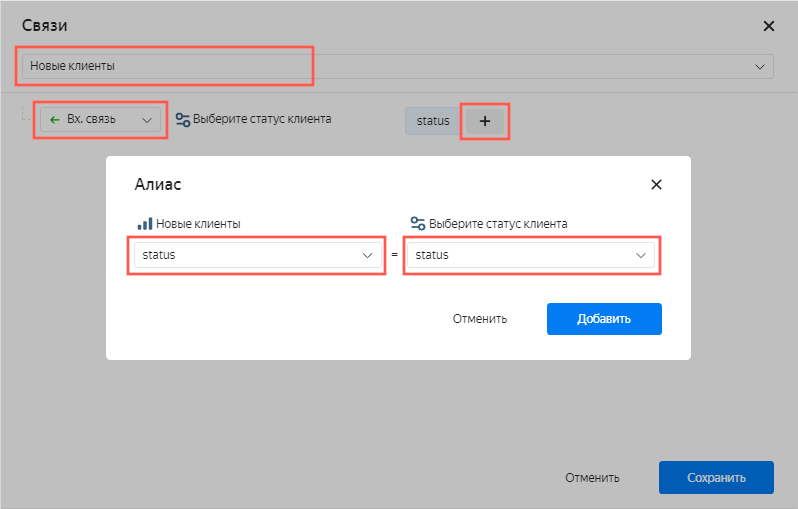 Связи
Новые клиенты
Вх. связь Выберите статус клиента status +
Алиас
Новые клиенты Выберите статус клиента
status = status
Отменить Добавить
Отменить Сохранить